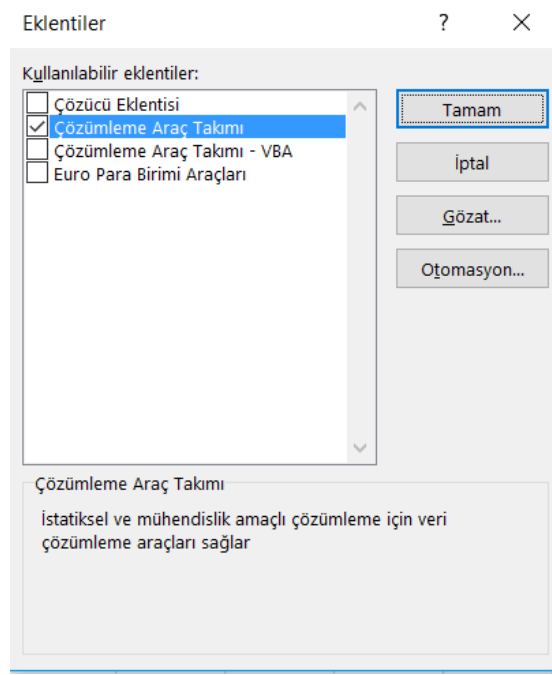 Eklentiler
Kullanılabilir eklentiler:
Çözücü Eklentisi
Çözümleme Araç Takımı
Çözümleme Araç Takımı - VBA
Euro Para Birimi Araçları
Tamam
İptal
Gözat...
Otomasyon...
Çözümleme Araç Takımı
İstatiksel ve mühendislik amaçlı çözümleme için veri
çözümleme araçları sağlar